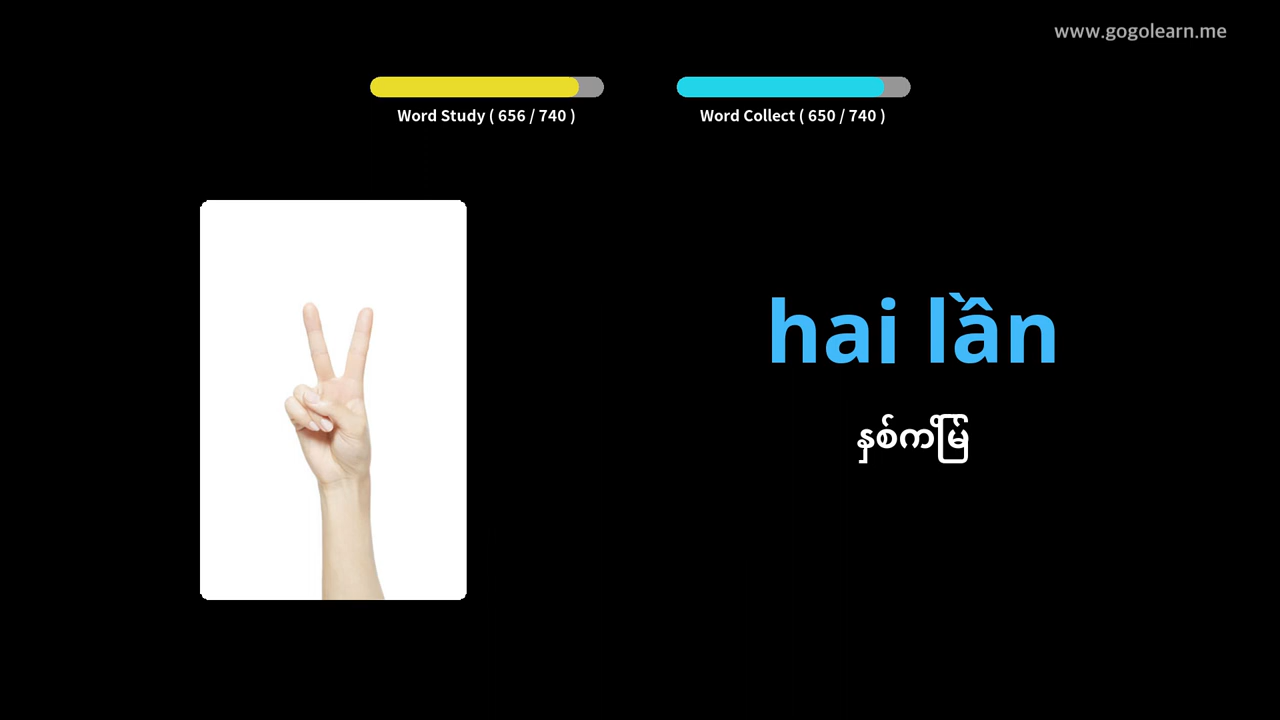 www.gogolearn.me
Word Study ( 656 / 740 )
Word Collect ( 650 / 740 )
hai lần
နှစ်ကြိမ်